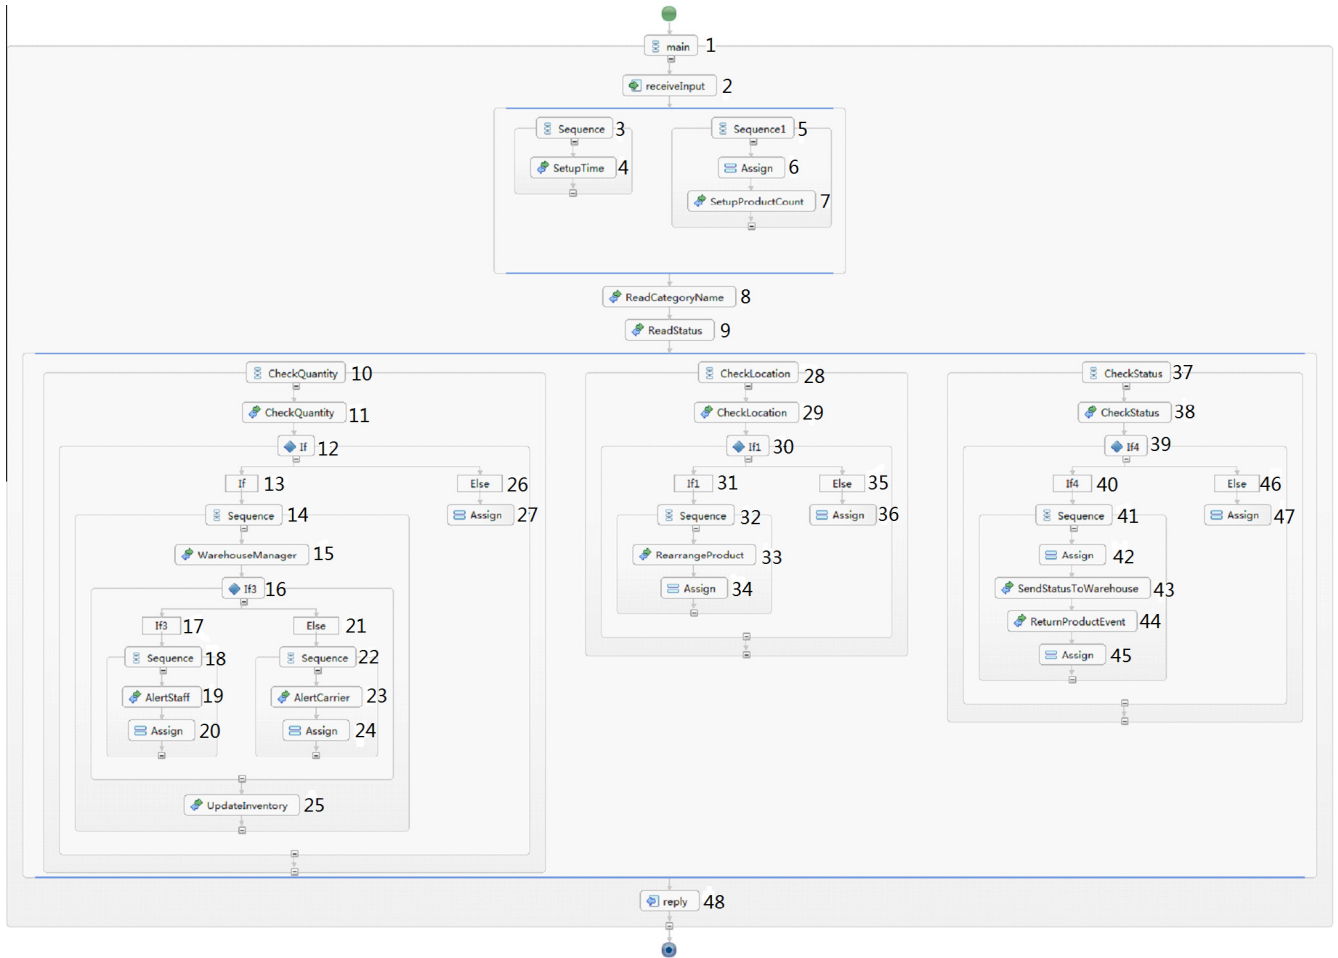 main 1
receiveInput 2
Sequence 3
SetupTime 4
Sequence1 5
Assign 6
SetupProductCount 7
ReadCategoryName 8
ReadStatus 9
CheckQuantity 10
CheckQuantity 11
If 12
If 13
Sequence 14
WarehouseManager 15
If3 16
If3 17
Sequence 18
AlertStaff 19
Assign 20
Else 21
Sequence 22
AlertCarrier 23
Assign 24
UpdateInventory 25
Else 26
Assign 27
CheckLocation 28
CheckLocation 29
If1 30
If1 31
Sequence 32
RearrangeProduct 33
Assign 34
Else 35
Assign 36
CheckStatus 37
CheckStatus 38
If4 39
If4 40
Sequence 41
Assign 42
SendStatusToWarehouse 43
ReturnProductEvent 44
Assign 45
Else 46
Assign 47
reply 48